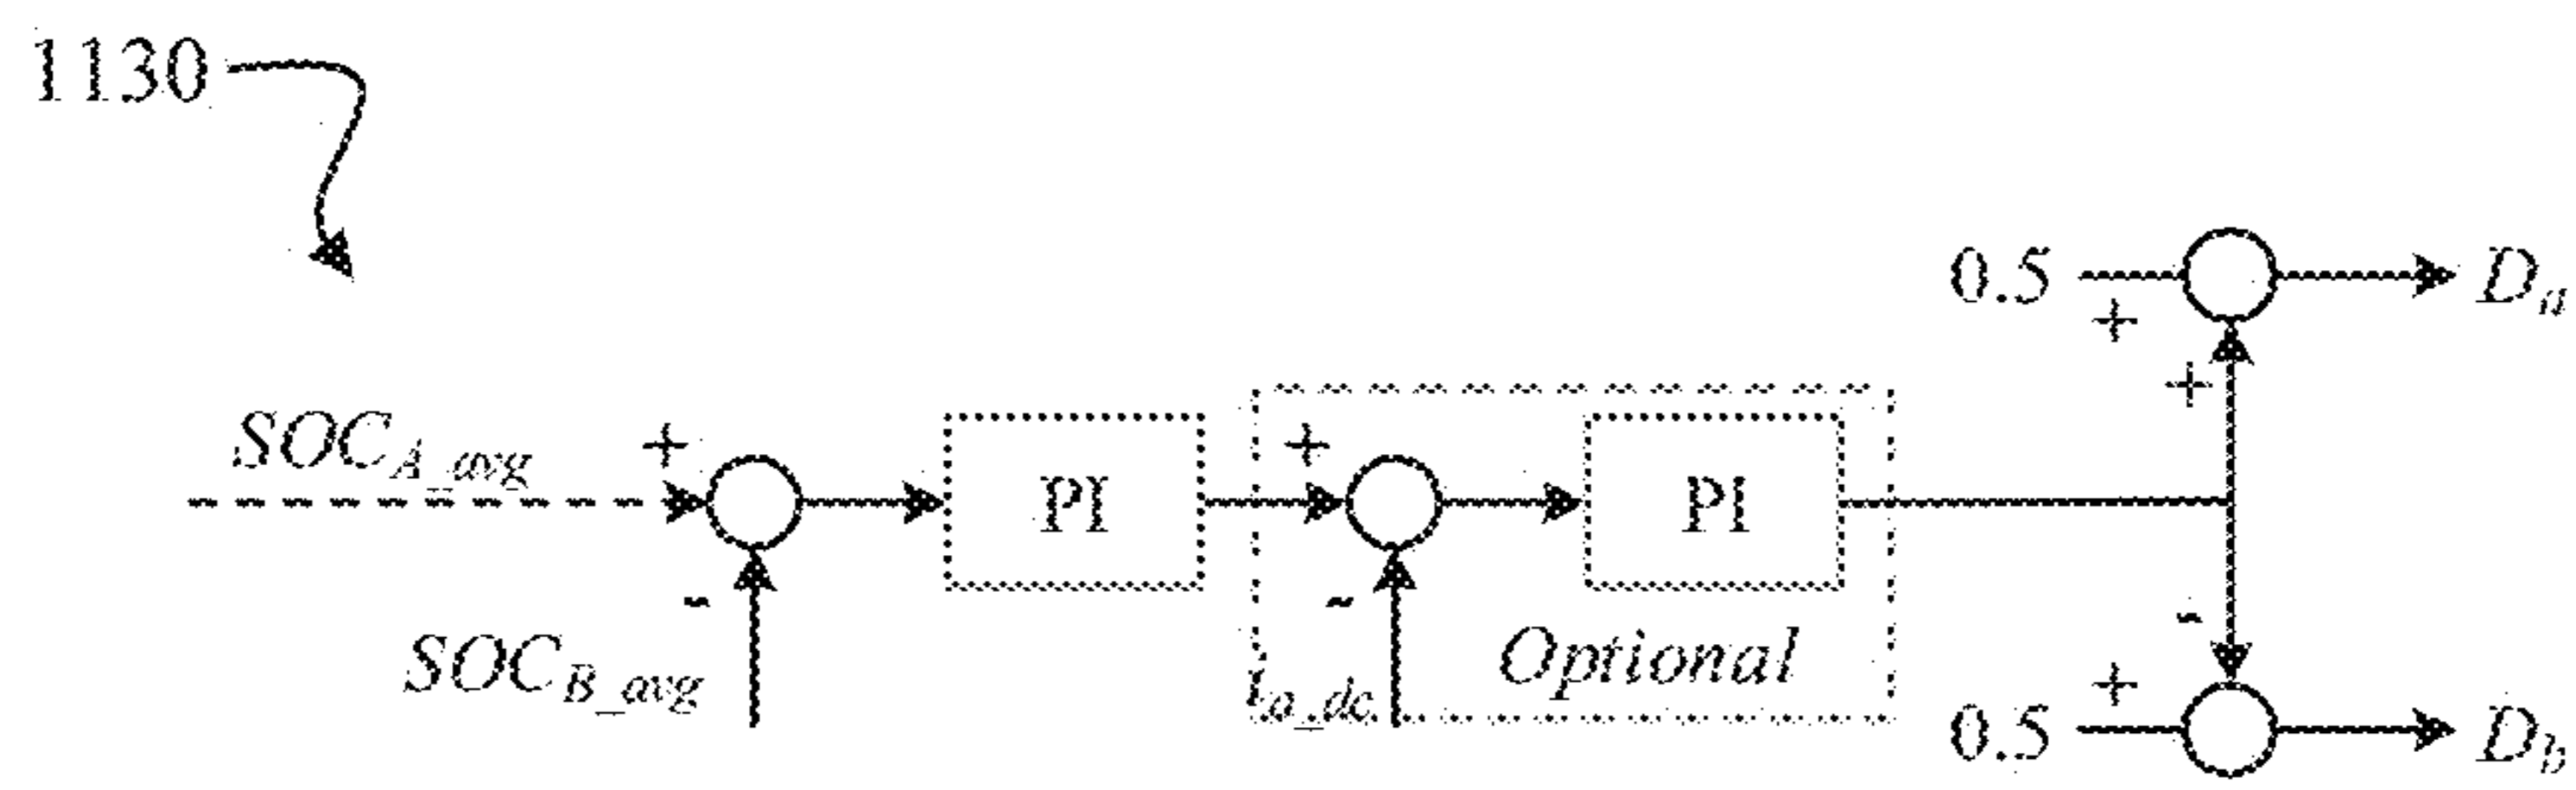 1130
0.5 + + D_a
SOC_A_avg + PI + PI
- - -
SOC_B_avg i_a_dc Optional +
0.5 D_b